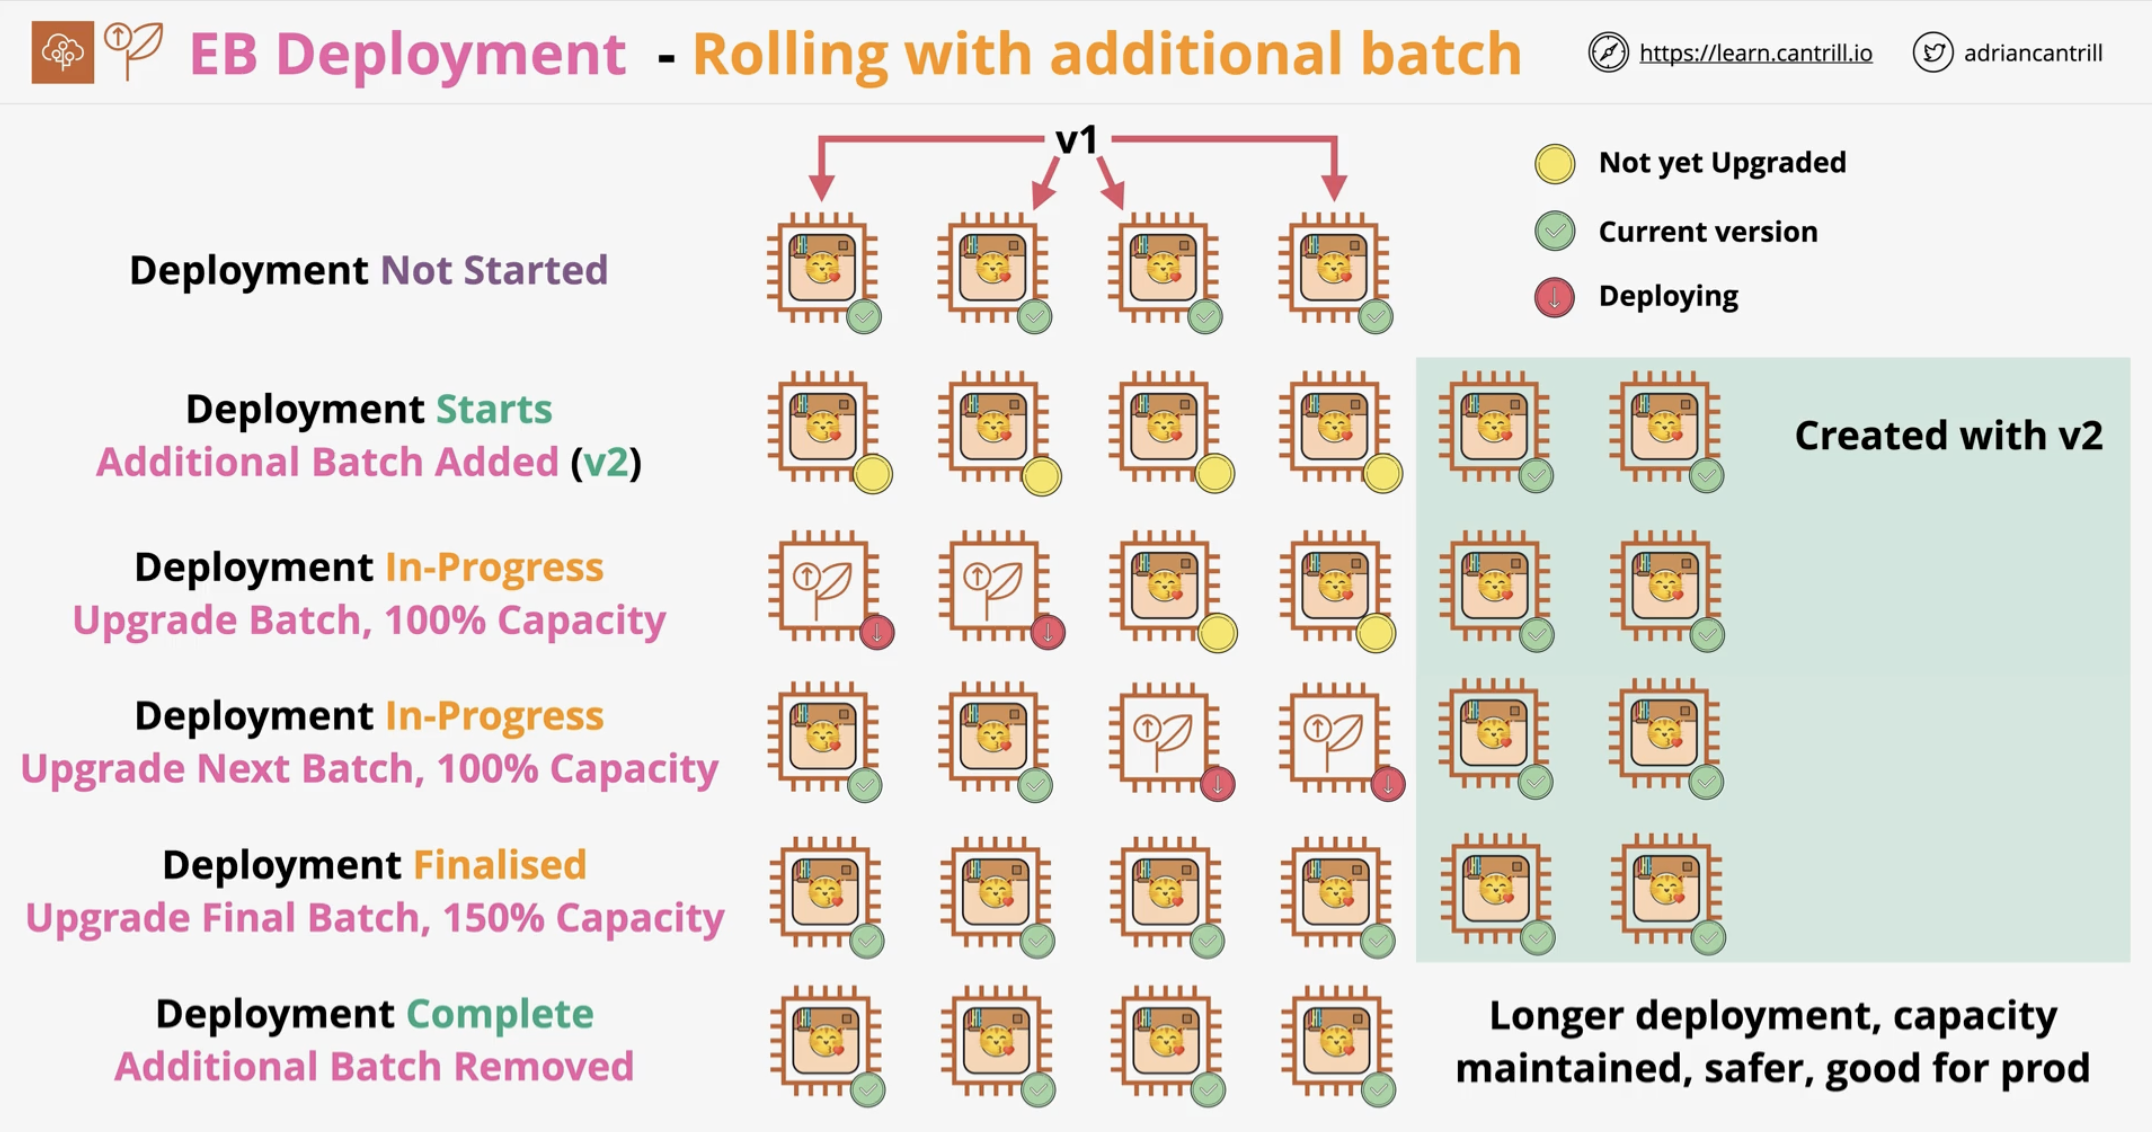 EB Deployment - Rolling with additional batch
https://learn.cantrill.io
adriancantrill
v1
Not yet Upgraded
Current version
Deploying
Deployment Not Started
Deployment Starts
Additional Batch Added (v2)
Created with v2
Deployment In-Progress
Upgrade Batch, 100% Capacity
Deployment In-Progress
Upgrade Next Batch, 100% Capacity
Deployment Finalised
Upgrade Final Batch, 150% Capacity
Deployment Complete
Additional Batch Removed
Longer deployment, capacity
maintained, safer, good for prod